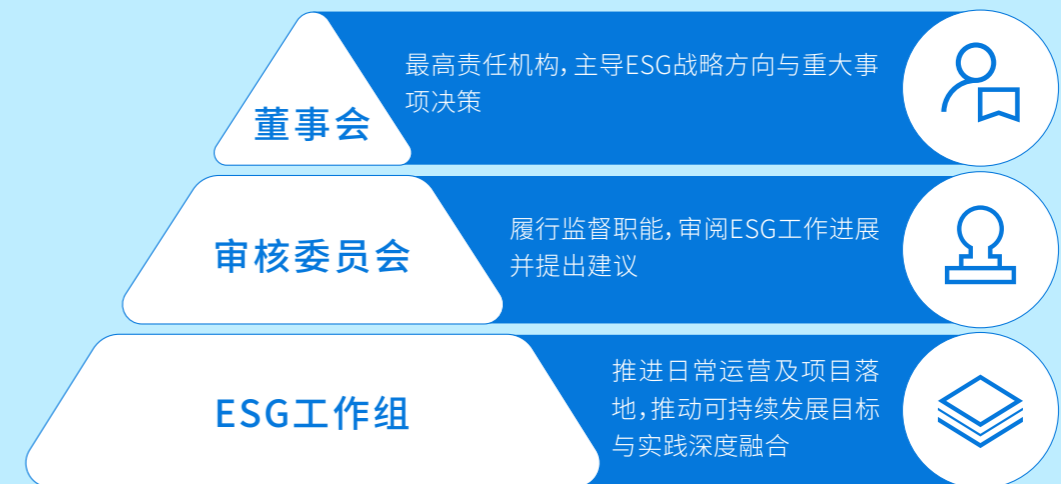 最高责任机构，主导ESG战略方向与重大事
项决策
董事会
履行监督职能，审阅ESG工作进展
并提出建议
审核委员会
推进日常运营及项目落
地，推动可持续发展目标
与实践深度融合
ESG工作组